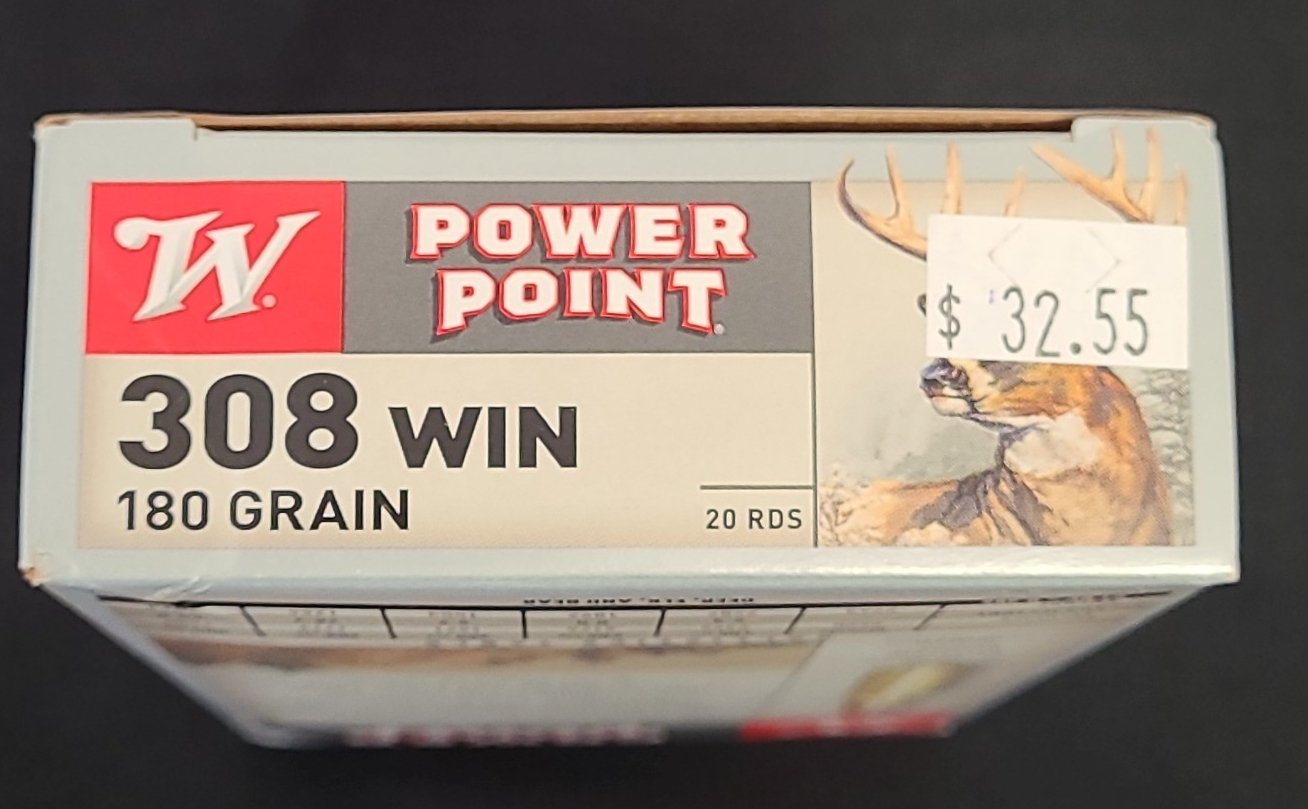 W.
POWER
POINT®
308 WIN
180 GRAIN
20 RDS
$ 32.55